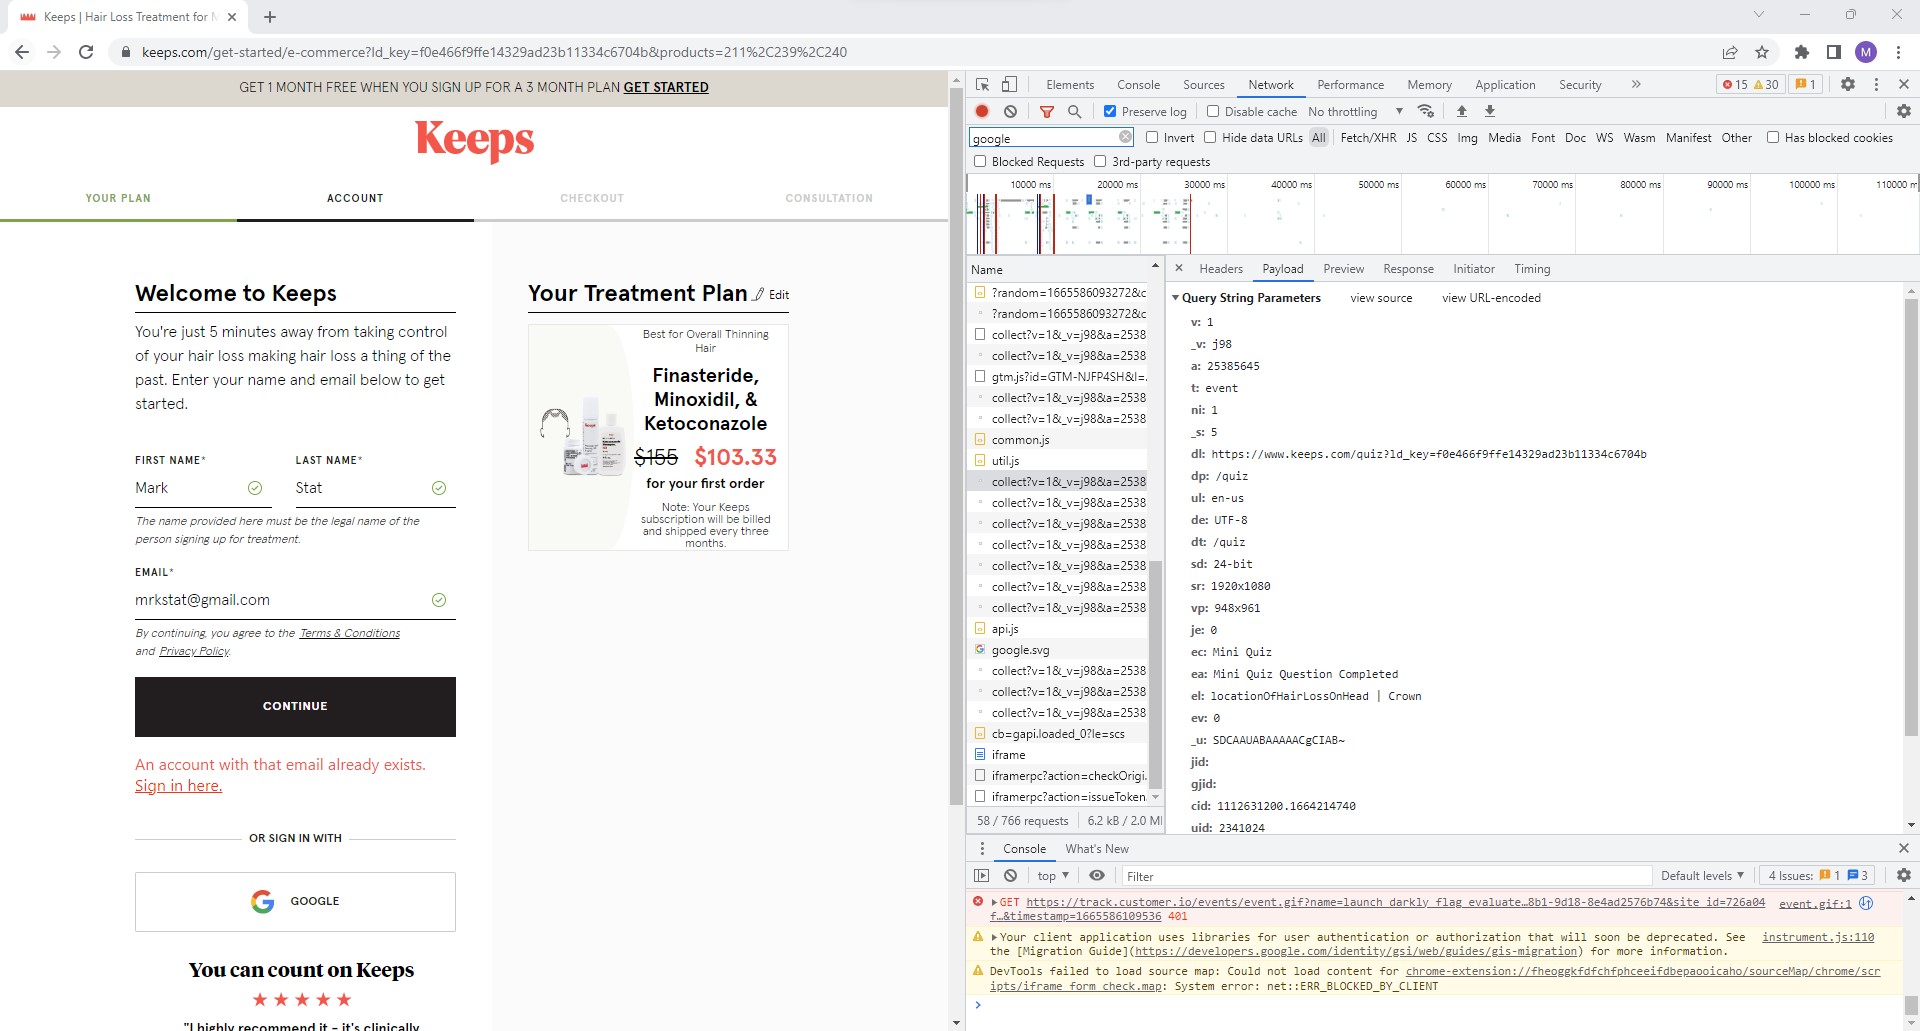 Keeps | Hair Loss Treatment for M
keeps.com/get-started/e-commerce?ld_key=f0e466f9ffe14329ad23b11334c6704b&products=211%2C239%2C240
M
GET 1 MONTH FREE WHEN YOU SIGN UP FOR A 3 MONTH PLAN GET STARTED
Keeps
YOUR PLAN
ACCOUNT
CHECKOUT
CONSULTATION
Welcome to Keeps
You're just 5 minutes away from taking control
of your hair loss making hair loss a thing of the
past. Enter your name and email below to get
started.
FIRST NAME*
LAST NAME*
Mark
Stat
The name provided here must be the legal name of the
person signing up for treatment.
EMAIL*
mrkstat@gmail.com
By continuing, you agree to the Terms & Conditions
and Privacy Policy.
CONTINUE
An account with that email already exists.
Sign in here.
OR SIGN IN WITH
GOOGLE
You can count on Keeps
"I highly recommend it - it's clinically
Your Treatment Plan
Edit
Best for Overall Thinning
Hair
Finasteride,
Minoxidil, &
Ketoconazole
$155 $103.33
for your first order
Note: Your Keeps
subscription will be billed
and shipped every three
months.
Elements Console Sources Network Performance Memory Application Security
15 30 1
Preserve log Disable cache No throttling
google
Invert Hide data URLs All Fetch/XHR JS CSS Img Media Font Doc WS Wasm Manifest Other Has blocked cookies
Blocked Requests 3rd-party requests
10000 ms 20000 ms 30000 ms 40000 ms 50000 ms 60000 ms 70000 ms 80000 ms 90000 ms 100000 ms 110000 m
Name
?random=1665586093272&c
?random=1665586093272&c
collect?v=1&_v=j98&a=2538
collect?v=1&_v=j98&a=2538
gtm.js?id=GTM-NJFP4SH&l=.
collect?v=1&_v=j98&a=2538
collect?v=1&_v=j98&a=2538
common.js
util.js
collect?v=1&_v=j98&a=2538
collect?v=1&_v=j98&a=2538
collect?v=1&_v=j98&a=2538
collect?v=1&_v=j98&a=2538
collect?v=1&_v=j98&a=2538
collect?v=1&_v=j98&a=2538
collect?v=1&_v=j98&a=2538
api.js
google.svg
collect?v=1&_v=j98&a=2538
collect?v=1&_v=j98&a=2538
collect?v=1&_v=j98&a=2538
cb=gapi.loaded_0?le=scs
iframe
iframerpc?action=checkOrigi.
iframerpc?action=issueToken.
58 / 766 requests 6.2 kB / 2.0 M
Headers Payload Preview Response Initiator Timing
Query String Parameters view source view URL-encoded
v: 1
_v: j98
a: 25385645
t: event
ni: 1
_s: 5
dl: https://www.keeps.com/quiz?ld_key=f0e466f9ffe14329ad23b11334c6704b
dp: /quiz
ul: en-us
de: UTF-8
dt: /quiz
sd: 24-bit
sr: 1920x1080
vp: 948x961
je: 0
ec: Mini Quiz
ea: Mini Quiz Question Completed
el: locationOfHairLossOnHead | Crown
ev: 0
_u: SDCAAUABAAAAACgCIAB~
jid:
gjid:
cid: 1112631200.1664214740
uid: 2341024
Console What's New
top
Filter
Default levels
4 Issues: 1 3
GET https://track.customer.io/events/event.gif?name=launch_darkly_flag_evaluate…8b1-9d18-8e4ad2576b74&site_id=726a04 event.gif:1
f…&timestamp=1665586109536 401
Your client application uses libraries for user authentication or authorization that will soon be deprecated. See instrument.js:110
the [Migration Guide](https://developers.google.com/identity/gsi/web/guides/gis-migration) for more information.
DevTools failed to load source map: Could not load content for chrome-extension://fheoggkfdfchfphceeifdbepaooicaho/sourceMap/chrome/scr
ipts/iframe_form_check.map: System error: net::ERR_BLOCKED_BY_CLIENT